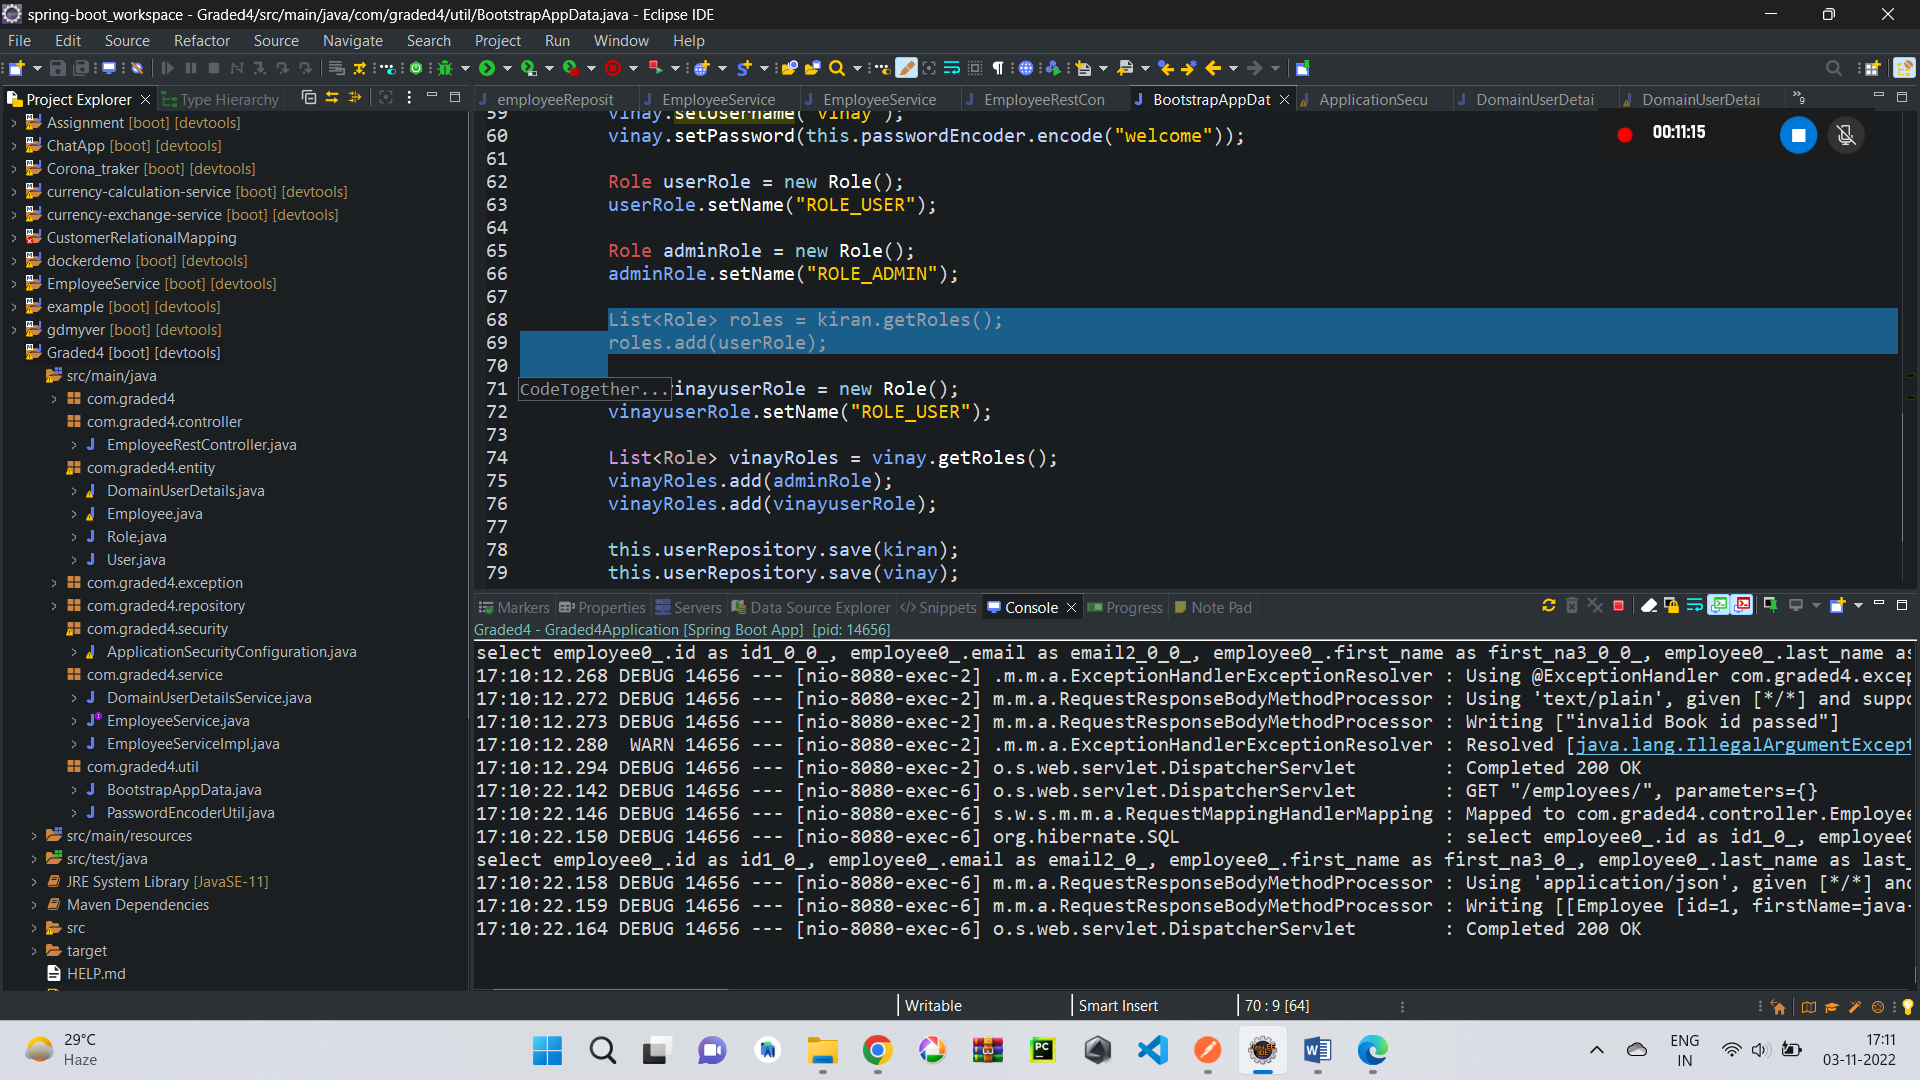 spring-boot_workspace - Graded4/src/main/java/com/graded4/util/BootstrapAppData.java - Eclipse IDE
File Edit Source Refactor Source Navigate Search Project Run Window Help
Project Explorer Type Hierarchy
employeeReposit EmployeeService EmployeeService EmployeeRestCon BootstrapAppDat ApplicationSecu DomainUserDetai DomainUserDetai »9
Assignment [boot] [devtools]
ChatApp [boot] [devtools]
Corona_traker [boot] [devtools]
currency-calculation-service [boot] [devtools]
currency-exchange-service [boot] [devtools]
CustomerRelationalMapping
dockerdemo [boot] [devtools]
EmployeeService [boot] [devtools]
example [boot] [devtools]
gdmyver [boot] [devtools]
Graded4 [boot] [devtools]
src/main/java
com.graded4
com.graded4.controller
EmployeeRestController.java
com.graded4.entity
DomainUserDetails.java
Employee.java
Role.java
User.java
com.graded4.exception
com.graded4.repository
com.graded4.security
ApplicationSecurityConfiguration.java
com.graded4.service
DomainUserDetailsService.java
EmployeeService.java
EmployeeServiceImpl.java
com.graded4.util
BootstrapAppData.java
PasswordEncoderUtil.java
src/main/resources
src/test/java
JRE System Library [JavaSE-11]
Maven Dependencies
src
target
HELP.md
59 vinay.setUsername("vinay");
60 vinay.setPassword(this.passwordEncoder.encode("welcome"));
61
62 Role userRole = new Role();
63 userRole.setName("ROLE_USER");
64
65 Role adminRole = new Role();
66 adminRole.setName("ROLE_ADMIN");
67
68 List<Role> roles = kiran.getRoles();
69 roles.add(userRole);
70
71 CodeTogether... vinayuserRole = new Role();
72 vinayuserRole.setName("ROLE_USER");
73
74 List<Role> vinayRoles = vinay.getRoles();
75 vinayRoles.add(adminRole);
76 vinayRoles.add(vinayuserRole);
77
78 this.userRepository.save(kiran);
79 this.userRepository.save(vinay);
00:11:15
Markers Properties Servers Data Source Explorer Snippets Console Progress Note Pad
Graded4 - Graded4Application [Spring Boot App] [pid: 14656]
select employee0_.id as id1_0_0_, employee0_.email as email2_0_0_, employee0_.first_name as first_na3_0_0_, employee0_.last_name as
17:10:12.268 DEBUG 14656 --- [nio-8080-exec-2] .m.m.a.ExceptionHandlerExceptionResolver : Using @ExceptionHandler com.graded4.excep
17:10:12.272 DEBUG 14656 --- [nio-8080-exec-2] m.m.a.RequestResponseBodyMethodProcessor : Using 'text/plain', given [*/*] and suppo
17:10:12.273 DEBUG 14656 --- [nio-8080-exec-2] m.m.a.RequestResponseBodyMethodProcessor : Writing ["invalid Book id passed"]
17:10:12.280 WARN 14656 --- [nio-8080-exec-2] .m.m.a.ExceptionHandlerExceptionResolver : Resolved [java.lang.IllegalArgumentExcept
17:10:12.294 DEBUG 14656 --- [nio-8080-exec-2] o.s.web.servlet.DispatcherServlet : Completed 200 OK
17:10:22.142 DEBUG 14656 --- [nio-8080-exec-6] o.s.web.servlet.DispatcherServlet : GET "/employees/", parameters={}
17:10:22.146 DEBUG 14656 --- [nio-8080-exec-6] s.w.s.m.m.a.RequestMappingHandlerMapping : Mapped to com.graded4.controller.Employee
17:10:22.150 DEBUG 14656 --- [nio-8080-exec-6] org.hibernate.SQL : select employee0_.id as id1_0_, employee0
select employee0_.id as id1_0_, employee0_.email as email2_0_, employee0_.first_name as first_na3_0_, employee0_.last_name as last_
17:10:22.158 DEBUG 14656 --- [nio-8080-exec-6] m.m.a.RequestResponseBodyMethodProcessor : Using 'application/json', given [*/*] and
17:10:22.159 DEBUG 14656 --- [nio-8080-exec-6] m.m.a.RequestResponseBodyMethodProcessor : Writing [[Employee [id=1, firstName=java-
17:10:22.164 DEBUG 14656 --- [nio-8080-exec-6] o.s.web.servlet.DispatcherServlet : Completed 200 OK
Writable Smart Insert 70 : 9 [64]
29°C
Haze
ENG
IN
17:11
03-11-2022